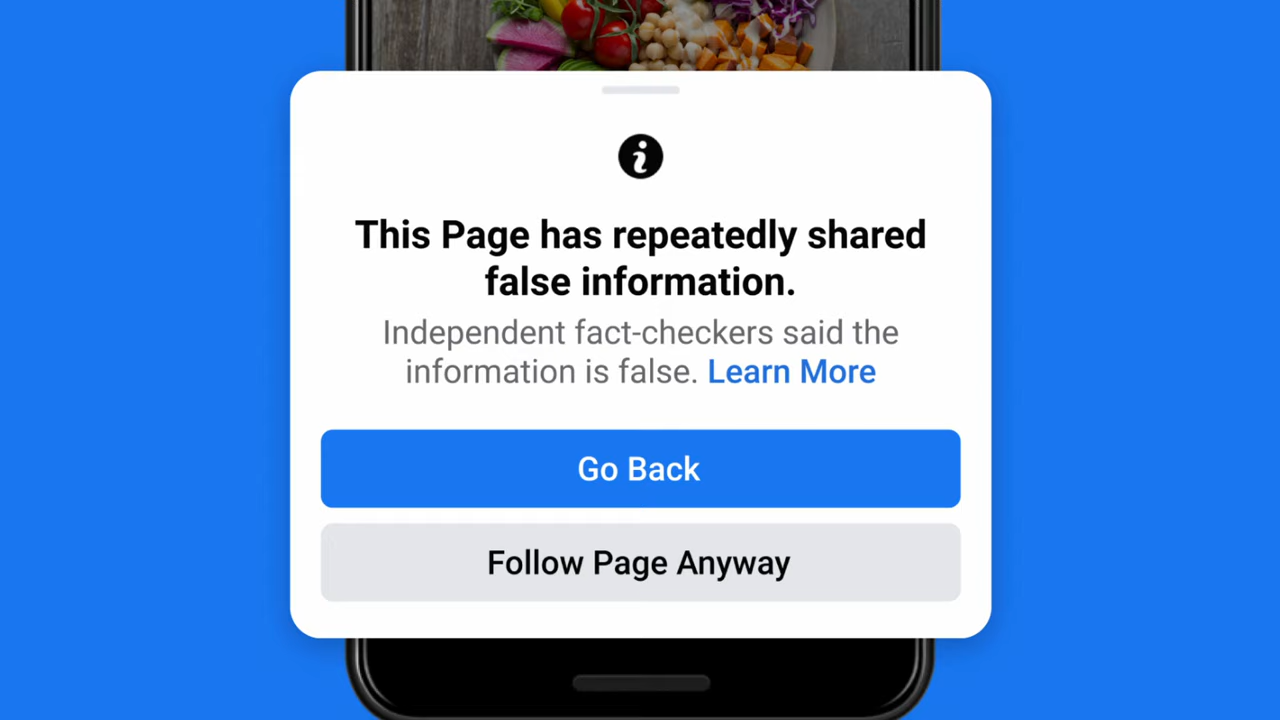 This Page has repeatedly shared
false information.
Independent fact-checkers said the
information is false. Learn More
Go Back
Follow Page Anyway